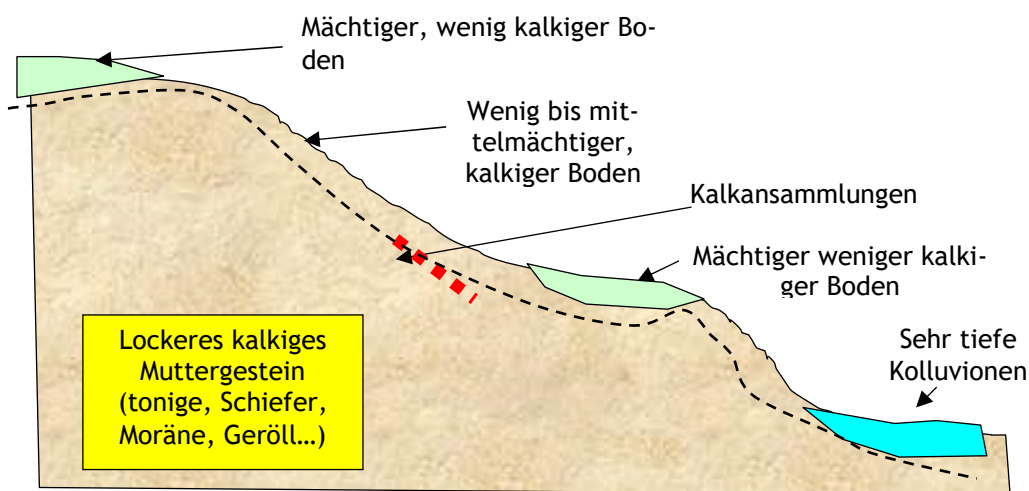 Mächtiger, wenig kalkiger Bo-
den
Wenig bis mit-
telmächtiger,
kalkiger Boden
Kalkansammlungen
Mächtiger weniger kalki-
ger Boden
Lockeres kalkiges
Muttergestein
(tonige, Schiefer,
Moräne, Geröll…)
Sehr tiefe
Kolluvionen